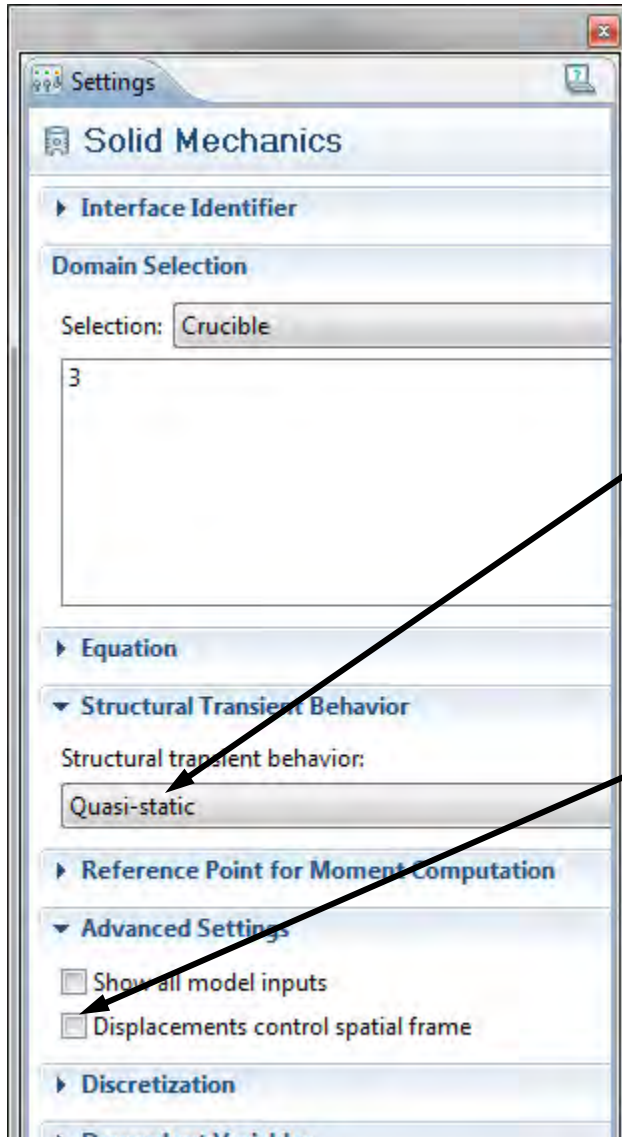 Settings
Solid Mechanics
Interface Identifier
Domain Selection
Selection: Crucible
3
Equation
Structural Transient Behavior
Structural transient behavior:
Quasi-static
Reference Point for Moment Computation
Advanced Settings
Show all model inputs
Displacements control spatial frame
Discretization